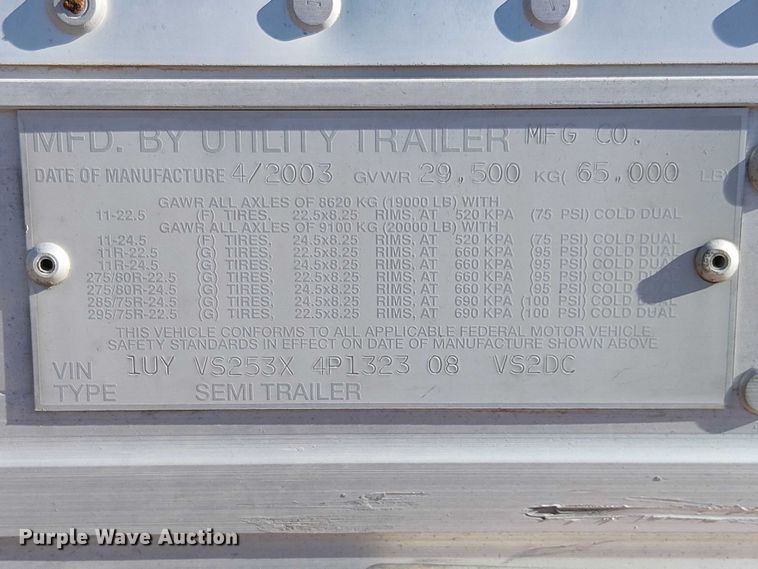 MFD. BY UTILITY TRAILER MFG CO.
DATE OF MANUFACTURE 4/2003 GVWR 29,500 KG( 65,000 LB)
GAWR ALL AXLES OF 8620 KG (19000 LB) WITH
11-22.5 (F) TIRES, 22.5x8.25 RIMS, AT 520 KPA (75 PSI) COLD DUAL
GAWR ALL AXLES OF 9100 KG (20000 LB) WITH
11-24.5 (F) TIRES, 24.5x8.25 RIMS, AT 520 KPA (75 PSI) COLD DUAL
11R-22.5 (G) TIRES, 22.5x8.25 RIMS, AT 660 KPA (95 PSI) COLD DUAL
11R-24.5 (G) TIRES, 24.5x8.25 RIMS, AT 660 KPA (95 PSI) COLD DUAL
275/80R-22.5 (G) TIRES, 22.5x8.25 RIMS, AT 660 KPA (95 PSI) COLD DUAL
275/80R-24.5 (G) TIRES, 24.5x8.25 RIMS, AT 660 KPA (95 PSI) COLD DUAL
285/75R-24.5 (G) TIRES, 24.5x8.25 RIMS, AT 690 KPA (100 PSI) COLD DUAL
295/75R-22.5 (G) TIRES, 22.5x8.25 RIMS, AT 690 KPA (100 PSI) COLD DUAL
THIS VEHICLE CONFORMS TO ALL APPLICABLE FEDERAL MOTOR VEHICLE
SAFETY STANDARDS IN EFFECT ON DATE OF MANUFACTURE SHOWN ABOVE
VIN 1UY VS253X 4P1323 08 VS2DC
TYPE SEMI TRAILER
Purple Wave Auction